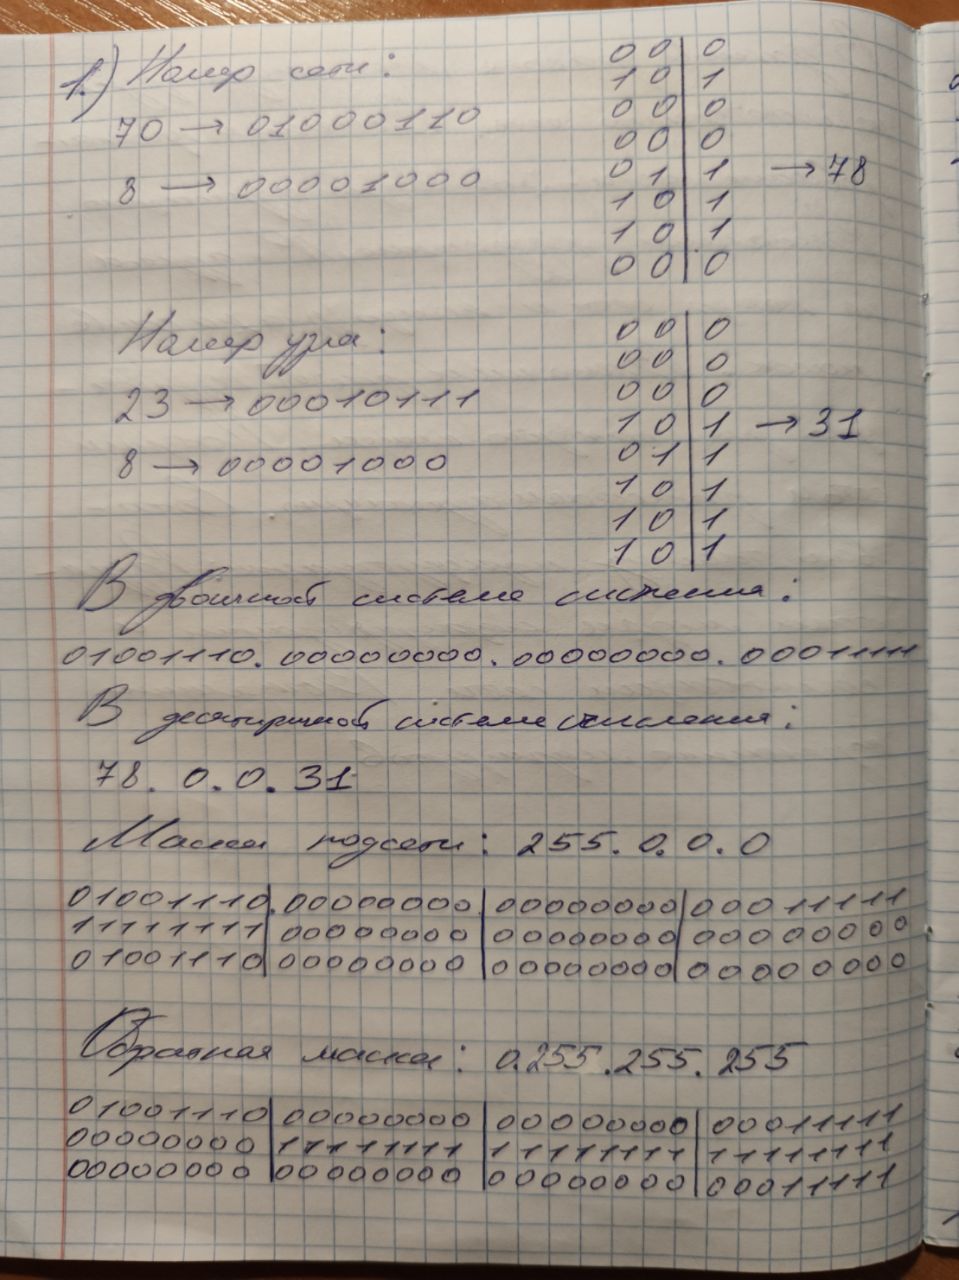 1.) Номер сети:
70 → 01000110
8 → 00001000
0 0 | 0
1 0 | 1
0 0 | 0
0 0 | 0
0 1 | 1 → 78
1 0 | 1
1 0 | 1
0 0 | 0
Номер узла:
23 → 00010111
8 → 00001000
0 0 | 0
0 0 | 0
0 0 | 0
1 0 | 1 → 31
0 1 | 1
1 0 | 1
1 0 | 1
1 0 | 1
В двоичной системе счисления:
01001110.00000000.00000000.00011111
В десятиричной системе счисления:
78.0.0.31
Маска подсети: 255.0.0.0
01001110|00000000|00000000|00011111
11111111|00000000|00000000|00000000
01001110|00000000|00000000|00000000
Обратная маска: 0.255.255.255
01001110|00000000|00000000|00011111
00000000|11111111|11111111|11111111
00000000|00000000|00000000|00011111